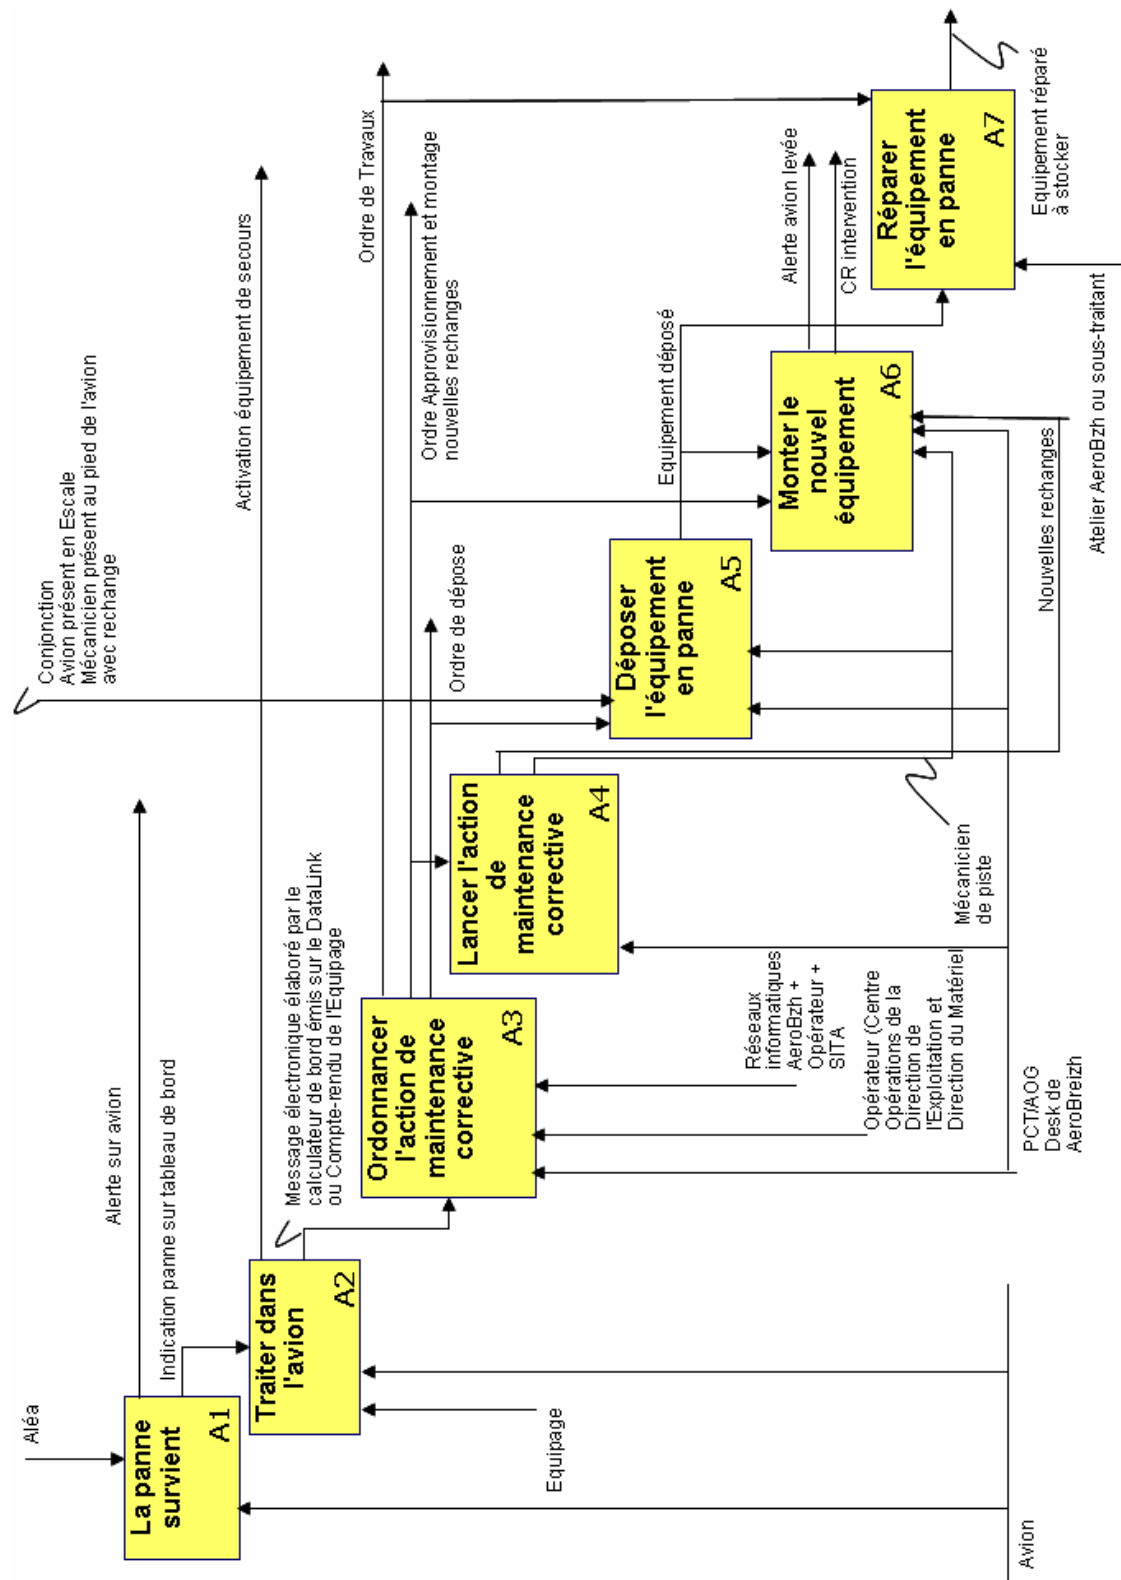 Aléa
La panne
survient
A1
Alerte sur avion
Indication panne sur tableau de bord
Traiter dans
l'avion
A2
Equipage
Avion
Activation équipement de secours
Message électronique élaboré par le
calculateur de bord émis sur le DataLink
ou Compte-rendu de l'Equipage
Ordonnancer
l'action de
maintenance
corrective
A3
Réseaux
informatiques
AeroBzh +
Opérateur +
SITA
Opérateur (Centre
Opérations de la
Direction de
l'Exploitation et
Direction du Matériel
PCT/AOG
Desk de
AeroBreizh
Ordre de Travaux
Ordre Approvisionnement et montage
nouvelles rechanges
Ordre de dépose
Lancer l'action
de
maintenance
corrective
A4
Mécanicien
de piste
Conjonction
Avion présent en Escale
Mécanicien présent au pied de l'avion
avec rechange
Déposer
l'équipement
en panne
A5
Equipement déposé
Monter le
nouvel
équipement
A6
Nouvelles rechanges
Alerte avion levée
CR intervention
Réparer
l'équipement
en panne
A7
Atelier AeroBzh ou sous-traitant
Equipement réparé
à stocker